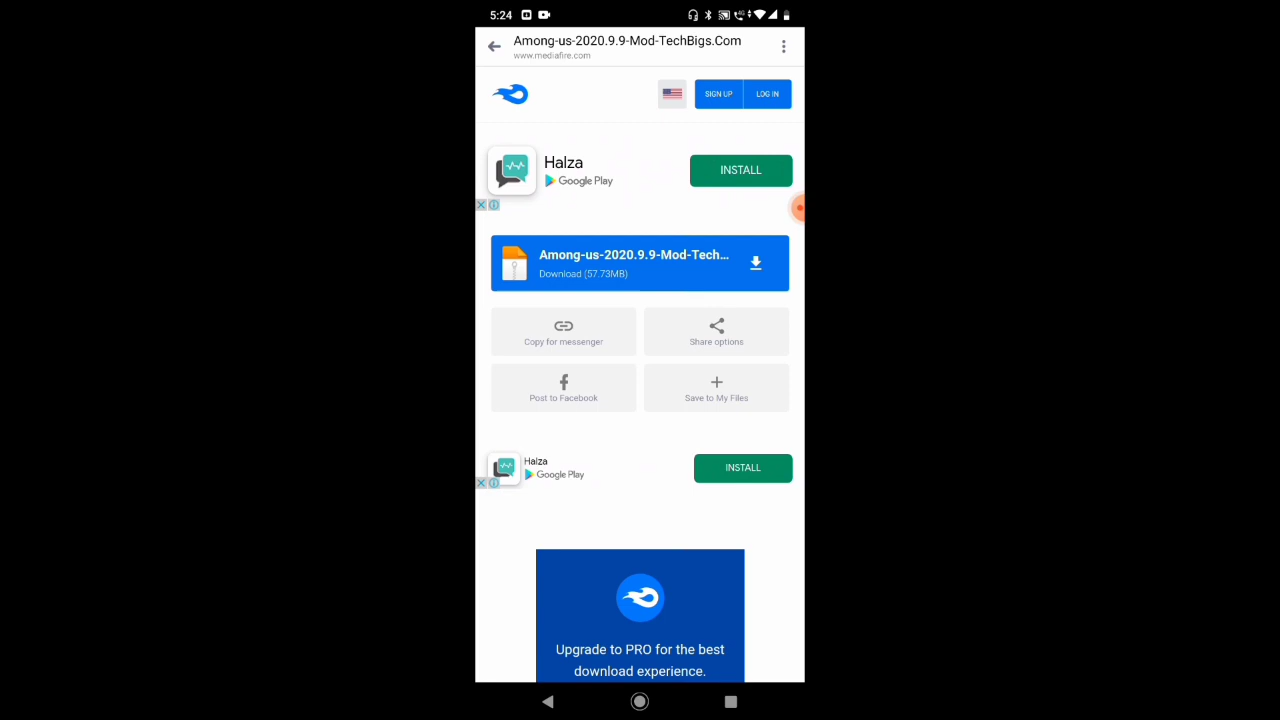 5:24
4G
Among-us-2020.9.9-Mod-TechBigs.Com
www.mediafire.com
SIGN UP
LOG IN
Halza
Google Play
INSTALL
Among-us-2020.9.9-Mod-Tech...
Download (57.73MB)
Copy for messenger
Share options
Post to Facebook
Save to My Files
Halza
Google Play
INSTALL
Upgrade to PRO for the best
download experience.